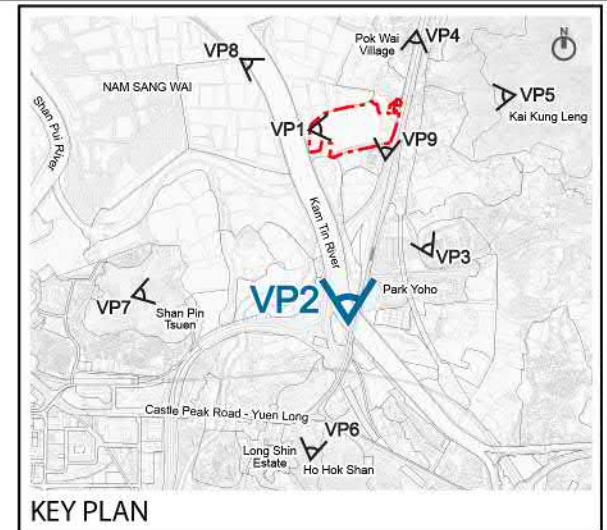 Pok Wai
Village
VP4
N
VP8
NAM SANG WAI
VP5
Kai Kung Leng
Shan Pui River
VP1
VP9
Kam Tin River
VP3
VP2
Park Yoho
VP7
Shan Pin
Tsuen
Castle Peak Road - Yuen Long
VP6
Long Shin
Estate
Ho Hok Shan
KEY PLAN